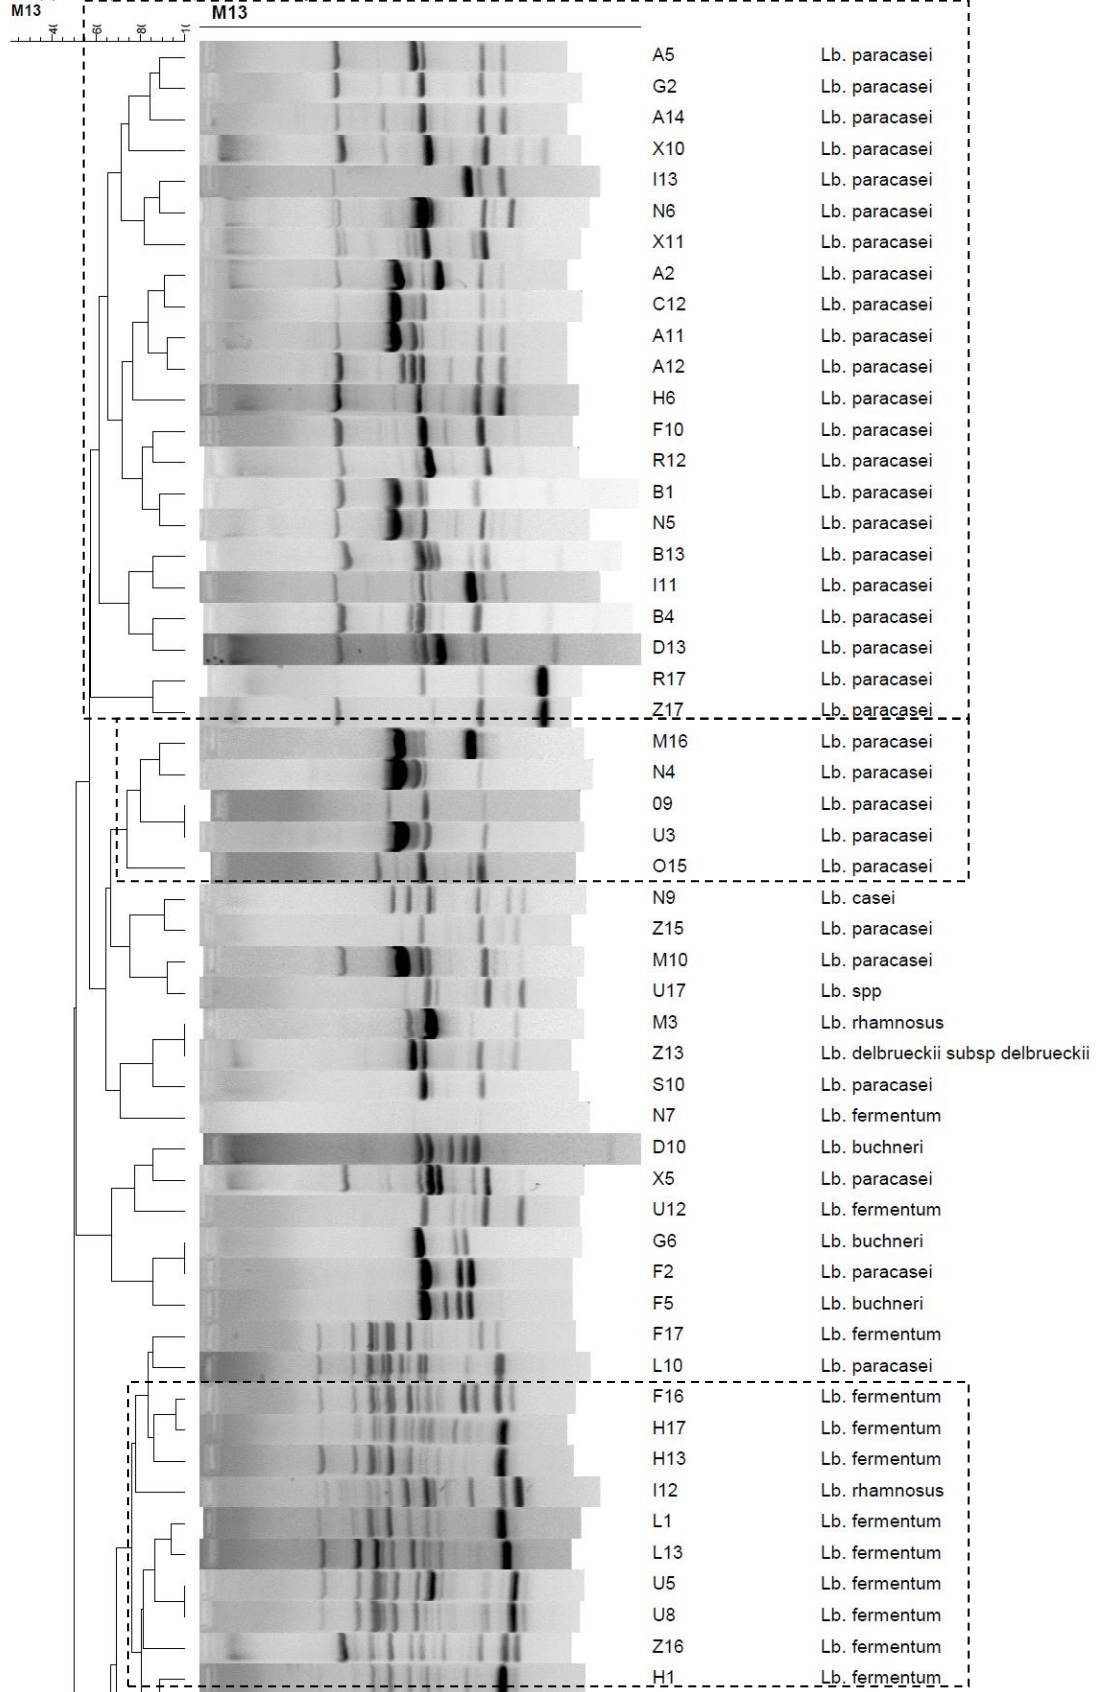 M13
M13
40
60
80
10
A5 Lb. paracasei
G2 Lb. paracasei
A14 Lb. paracasei
X10 Lb. paracasei
I13 Lb. paracasei
N6 Lb. paracasei
X11 Lb. paracasei
A2 Lb. paracasei
C12 Lb. paracasei
A11 Lb. paracasei
A12 Lb. paracasei
H6 Lb. paracasei
F10 Lb. paracasei
R12 Lb. paracasei
B1 Lb. paracasei
N5 Lb. paracasei
B13 Lb. paracasei
I11 Lb. paracasei
B4 Lb. paracasei
D13 Lb. paracasei
R17 Lb. paracasei
Z17 Lb. paracasei
M16 Lb. paracasei
N4 Lb. paracasei
09 Lb. paracasei
U3 Lb. paracasei
O15 Lb. paracasei
N9 Lb. casei
Z15 Lb. paracasei
M10 Lb. paracasei
U17 Lb. spp
M3 Lb. rhamnosus
Z13 Lb. delbrueckii subsp delbrueckii
S10 Lb. paracasei
N7 Lb. fermentum
D10 Lb. buchneri
X5 Lb. paracasei
U12 Lb. fermentum
G6 Lb. buchneri
F2 Lb. paracasei
F5 Lb. buchneri
F17 Lb. fermentum
L10 Lb. paracasei
F16 Lb. fermentum
H17 Lb. fermentum
H13 Lb. fermentum
I12 Lb. rhamnosus
L1 Lb. fermentum
L13 Lb. fermentum
U5 Lb. fermentum
U8 Lb. fermentum
Z16 Lb. fermentum
H1 Lb. fermentum